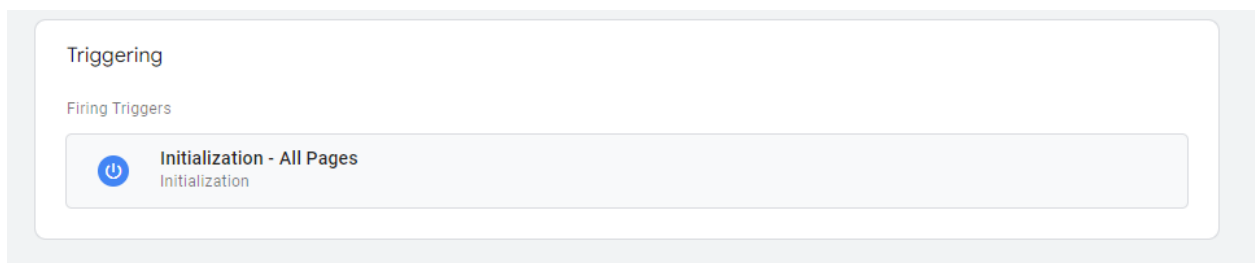 Triggering
Firing Triggers
Initialization - All Pages
Initialization